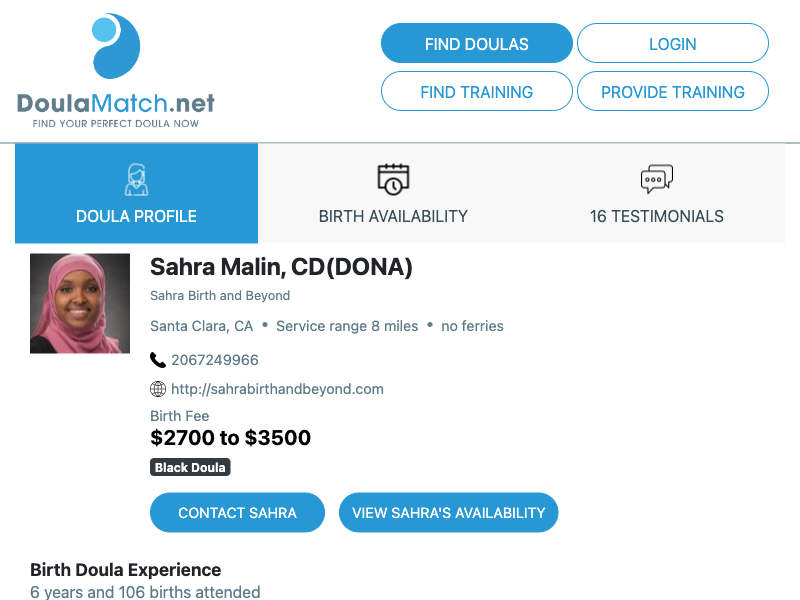 DoulaMatch.net
FIND YOUR PERFECT DOULA NOW
FIND DOULAS
LOGIN
FIND TRAINING
PROVIDE TRAINING
DOULA PROFILE
BIRTH AVAILABILITY
16 TESTIMONIALS
Sahra Malin, CD(DONA)
Sahra Birth and Beyond
Santa Clara, CA • Service range 8 miles • no ferries
2067249966
http://sahrabirthandbeyond.com
Birth Fee
$2700 to $3500
Black Doula
CONTACT SAHRA
VIEW SAHRA'S AVAILABILITY
Birth Doula Experience
6 years and 106 births attended